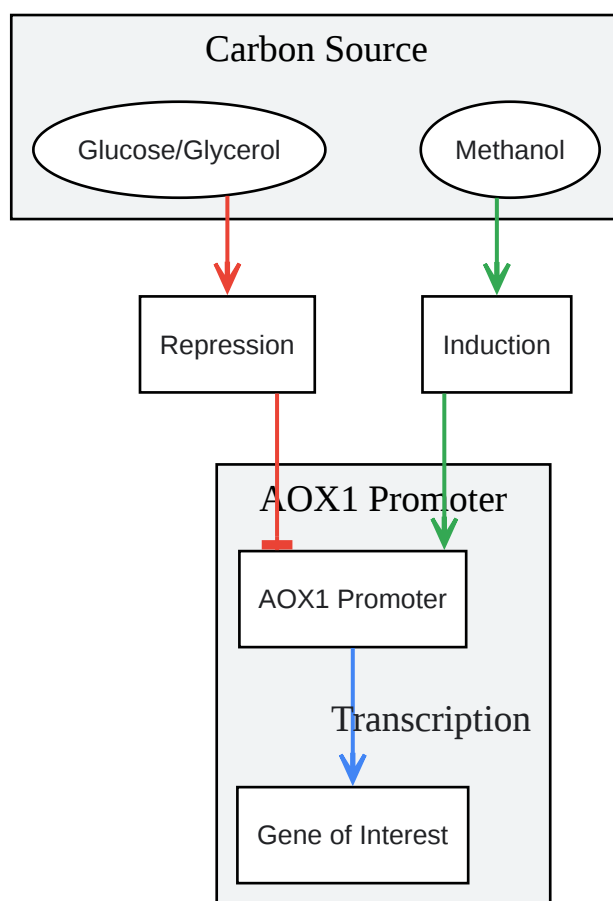 Carbon Source
Glucose/Glycerol
Methanol
Repression
Induction
AOX1 Promoter
AOX1 Promoter
Transcription
Gene of Interest